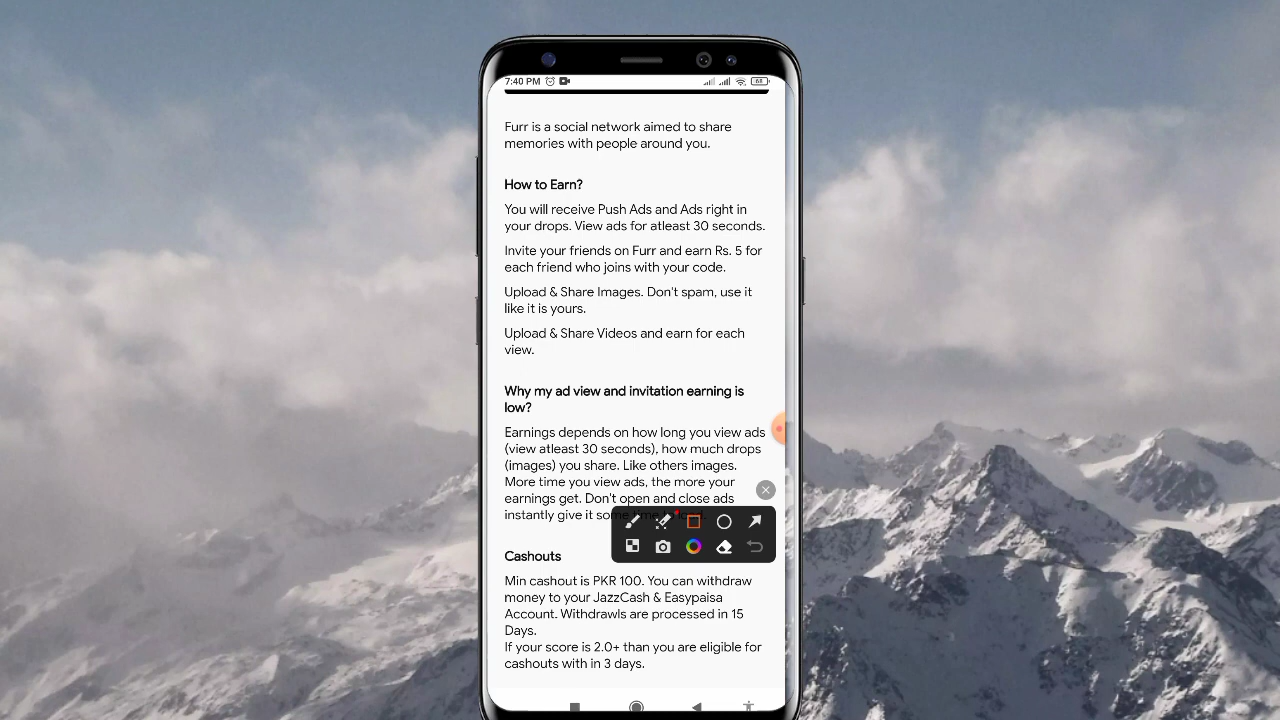 7:40 PM
68
Furr is a social network aimed to share
memories with people around you.
How to Earn?
You will receive Push Ads and Ads right in
your drops. View ads for atleast 30 seconds.
Invite your friends on Furr and earn Rs. 5 for
each friend who joins with your code.
Upload & Share Images. Don't spam, use it
like it is yours.
Upload & Share Videos and earn for each
view.
Why my ad view and invitation earning is
low?
Earnings depends on how long you view ads
(view atleast 30 seconds), how much drops
(images) you share. Like others images.
More time you view ads, the more your
earnings get. Don't open and close ads
instantly give it some time to load.
Cashouts
Min cashout is PKR 100. You can withdraw
money to your JazzCash & Easypaisa
Account. Withdrawls are processed in 15
Days.
If your score is 2.0+ than you are eligible for
cashouts with in 3 days.